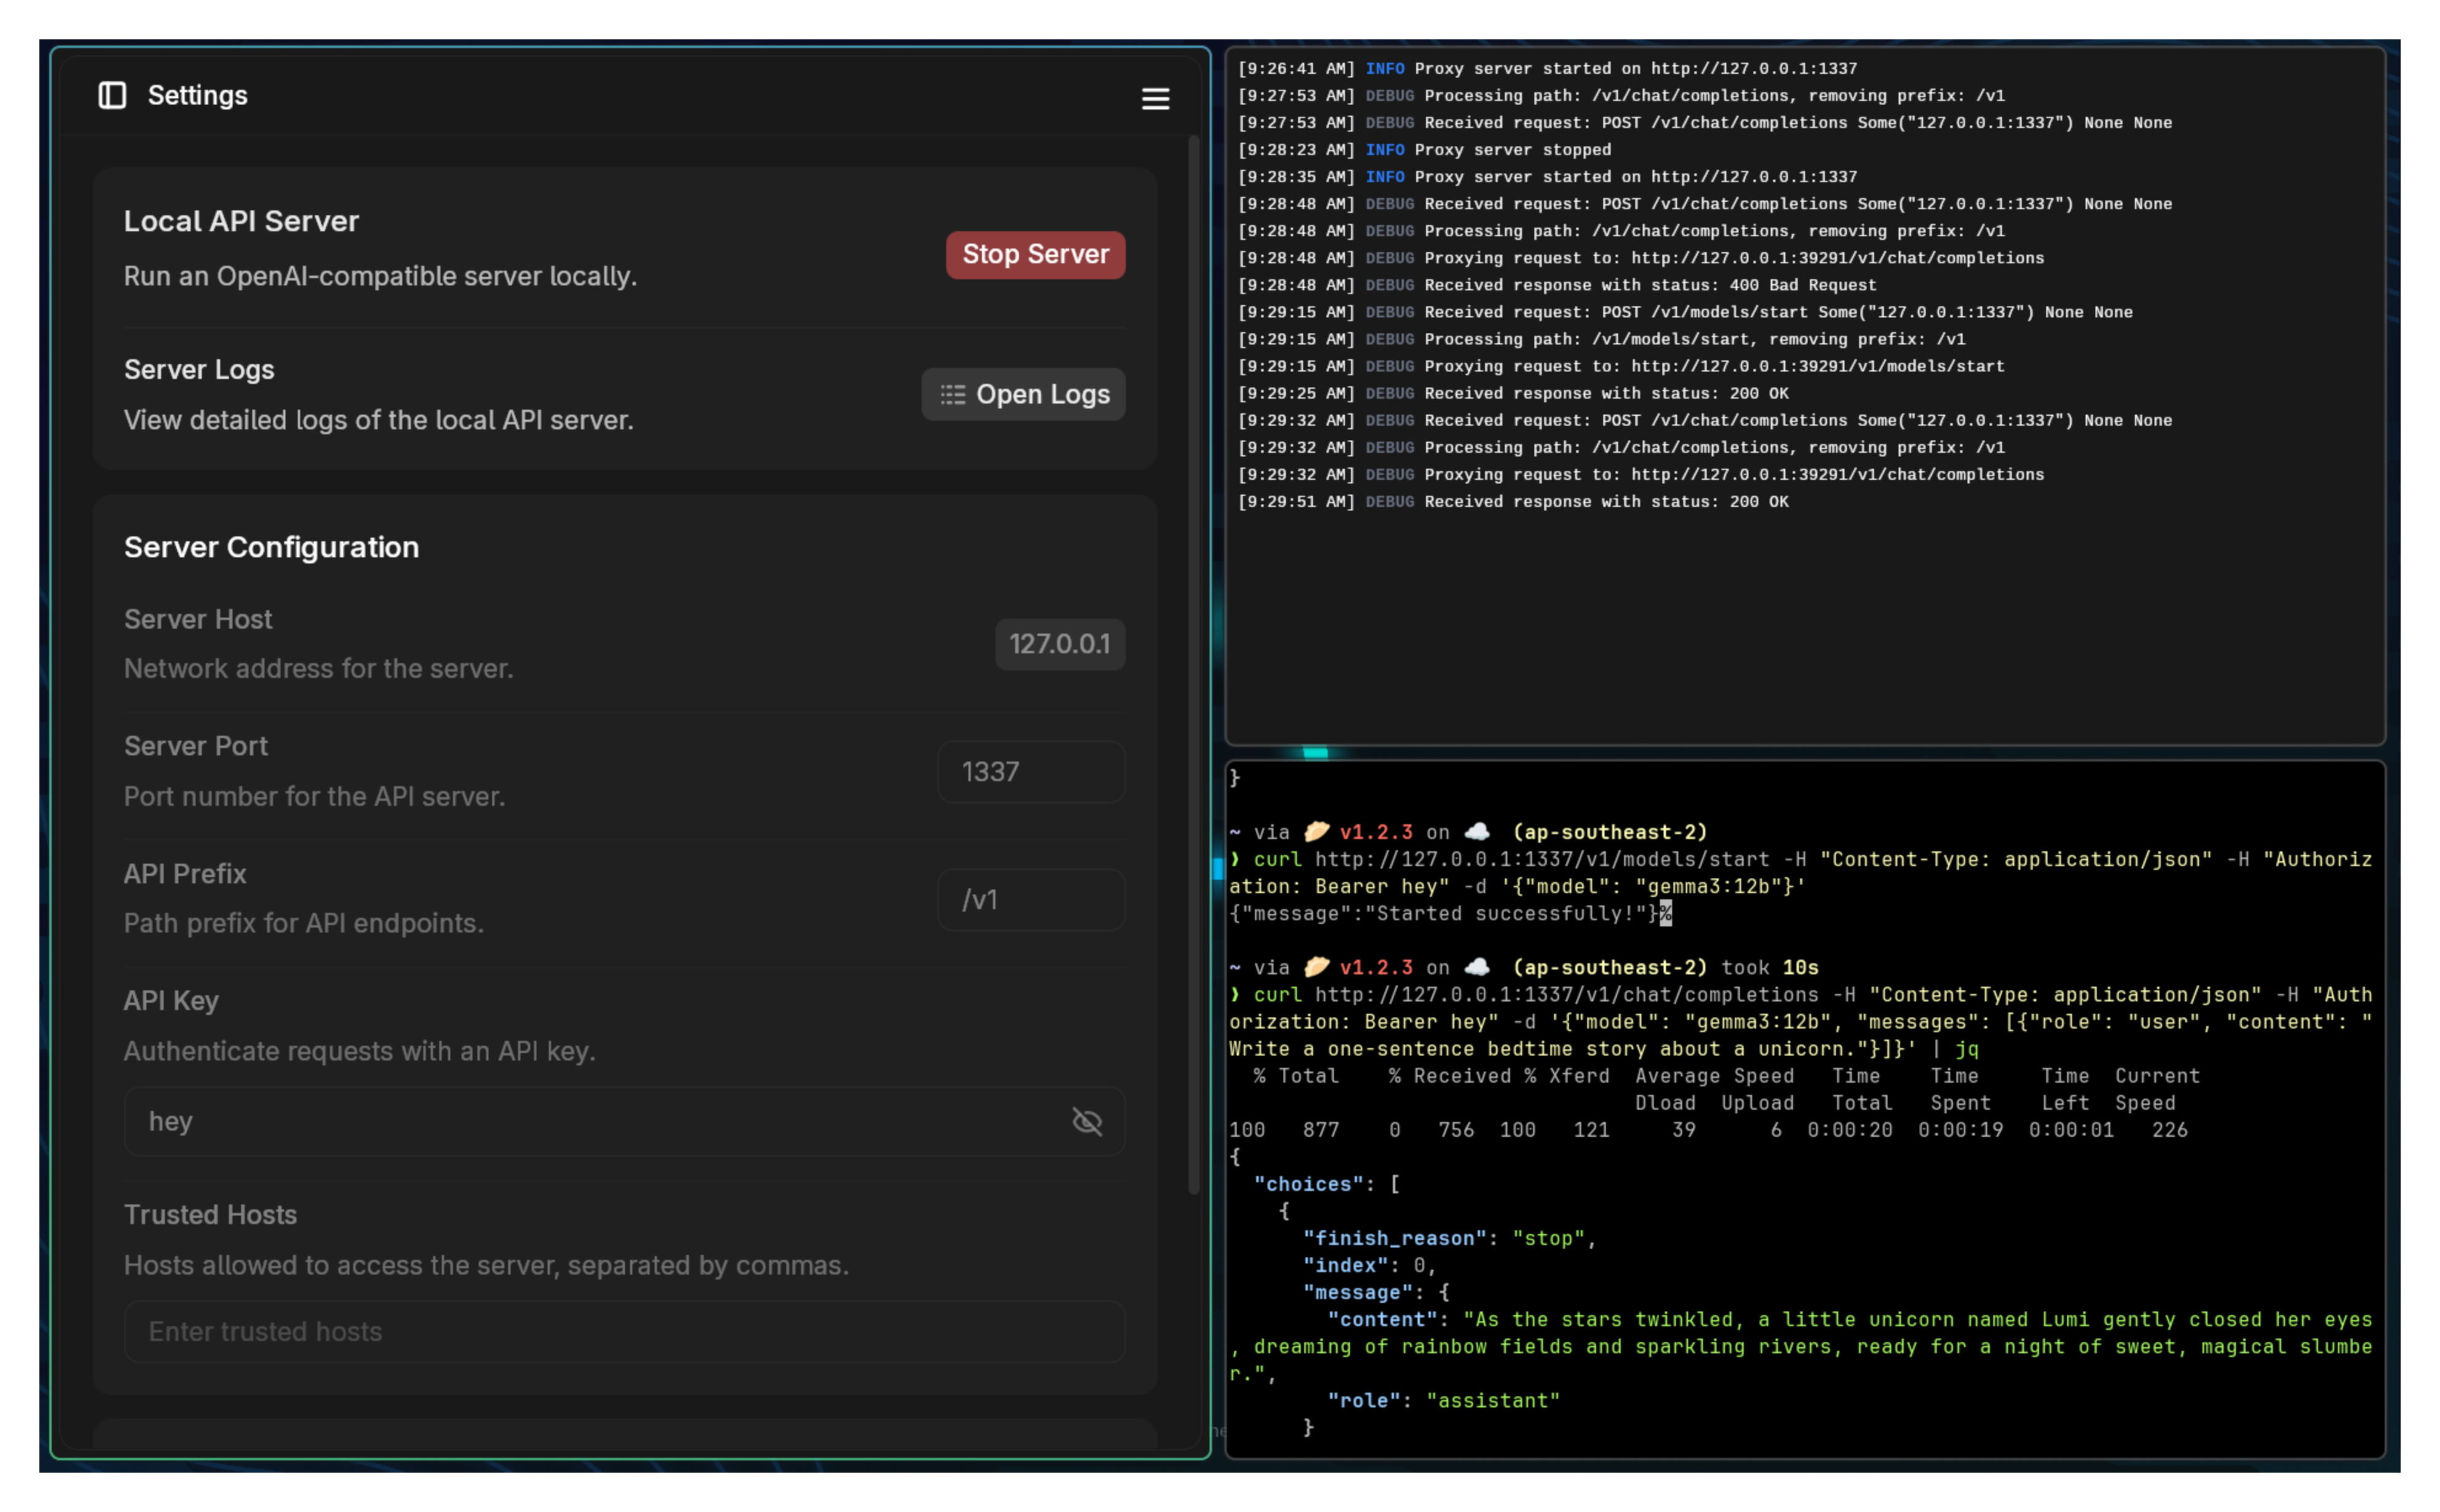 Settings
Local API Server
Run an OpenAI-compatible server locally.
Stop Server
Server Logs
View detailed logs of the local API server.
Open Logs
Server Configuration
Server Host
Network address for the server.
127.0.0.1
Server Port
Port number for the API server.
1337
API Prefix
Path prefix for API endpoints.
/v1
API Key
Authenticate requests with an API key.
hey
Trusted Hosts
Hosts allowed to access the server, separated by commas.
Enter trusted hosts
[9:26:41 AM] INFO Proxy server started on http://127.0.0.1:1337
[9:27:53 AM] DEBUG Processing path: /v1/chat/completions, removing prefix: /v1
[9:27:53 AM] DEBUG Received request: POST /v1/chat/completions Some("127.0.0.1:1337") None None
[9:28:23 AM] INFO Proxy server stopped
[9:28:35 AM] INFO Proxy server started on http://127.0.0.1:1337
[9:28:48 AM] DEBUG Received request: POST /v1/chat/completions Some("127.0.0.1:1337") None None
[9:28:48 AM] DEBUG Processing path: /v1/chat/completions, removing prefix: /v1
[9:28:48 AM] DEBUG Proxying request to: http://127.0.0.1:39291/v1/chat/completions
[9:28:48 AM] DEBUG Received response with status: 400 Bad Request
[9:29:15 AM] DEBUG Received request: POST /v1/models/start Some("127.0.0.1:1337") None None
[9:29:15 AM] DEBUG Processing path: /v1/models/start, removing prefix: /v1
[9:29:15 AM] DEBUG Proxying request to: http://127.0.0.1:39291/v1/models/start
[9:29:25 AM] DEBUG Received response with status: 200 OK
[9:29:32 AM] DEBUG Received request: POST /v1/chat/completions Some("127.0.0.1:1337") None None
[9:29:32 AM] DEBUG Processing path: /v1/chat/completions, removing prefix: /v1
[9:29:32 AM] DEBUG Proxying request to: http://127.0.0.1:39291/v1/chat/completions
[9:29:51 AM] DEBUG Received response with status: 200 OK
}
~ via 🥟 v1.2.3 on ☁️ (ap-southeast-2)
❯ curl http://127.0.0.1:1337/v1/models/start -H "Content-Type: application/json" -H "Authoriz
ation: Bearer hey" -d '{"model": "gemma3:12b"}'
{"message":"Started successfully!"}%
~ via 🥟 v1.2.3 on ☁️ (ap-southeast-2) took 10s
❯ curl http://127.0.0.1:1337/v1/chat/completions -H "Content-Type: application/json" -H "Auth
orization: Bearer hey" -d '{"model": "gemma3:12b", "messages": [{"role": "user", "content": "
Write a one-sentence bedtime story about a unicorn."}]}' | jq
% Total % Received % Xferd Average Speed Time Time Time Current
Dload Upload Total Spent Left Speed
100 877 0 756 100 121 39 6 0:00:20 0:00:19 0:00:01 226
{
"choices": [
{
"finish_reason": "stop",
"index": 0,
"message": {
"content": "As the stars twinkled, a little unicorn named Lumi gently closed her eyes
, dreaming of rainbow fields and sparkling rivers, ready for a night of sweet, magical slumbe
r.",
"role": "assistant"
}